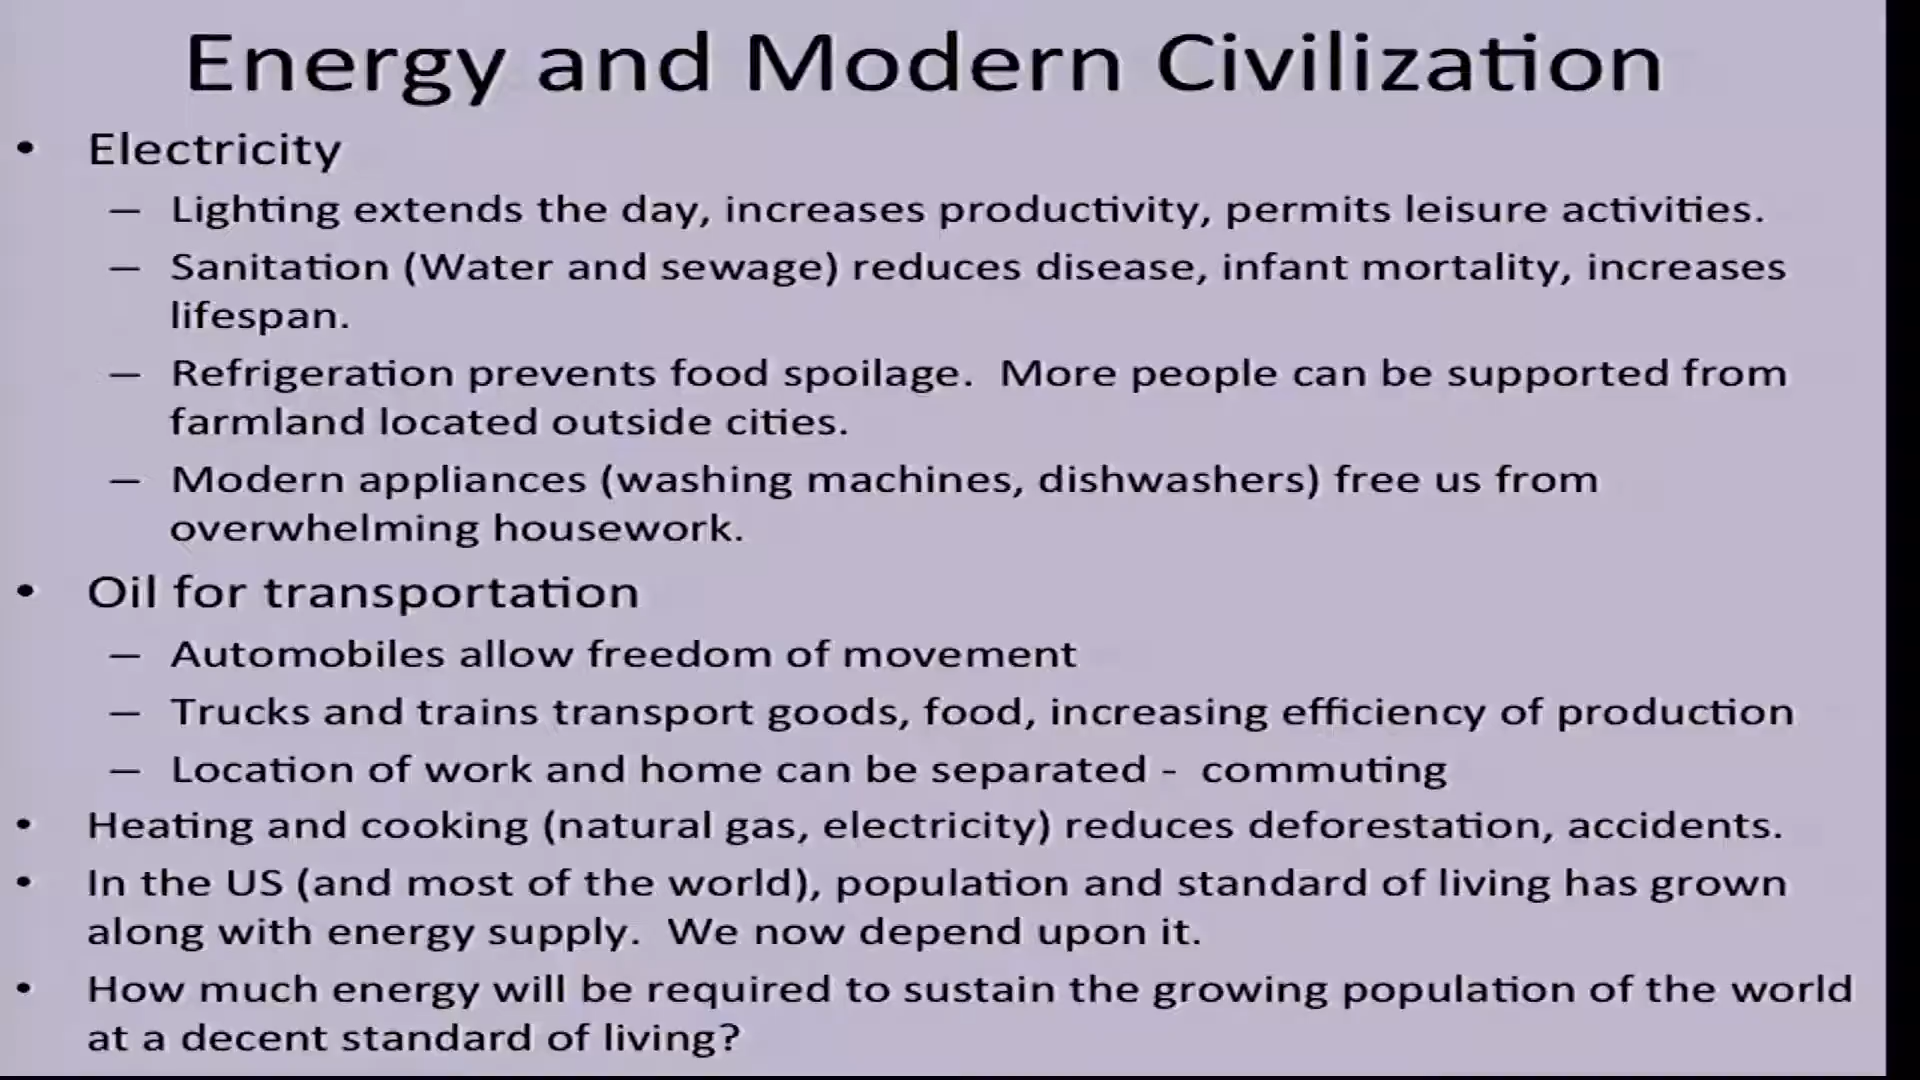 Energy and Modern Civilization
• Electricity
– Lighting extends the day, increases productivity, permits leisure activities.
– Sanitation (Water and sewage) reduces disease, infant mortality, increases
lifespan.
– Refrigeration prevents food spoilage.  More people can be supported from
farmland located outside cities.
– Modern appliances (washing machines, dishwashers) free us from
overwhelming housework.
• Oil for transportation
– Automobiles allow freedom of movement
– Trucks and trains transport goods, food, increasing efficiency of production
– Location of work and home can be separated -  commuting
• Heating and cooking (natural gas, electricity) reduces deforestation, accidents.
• In the US (and most of the world), population and standard of living has grown
along with energy supply.  We now depend upon it.
• How much energy will be required to sustain the growing population of the world
at a decent standard of living?